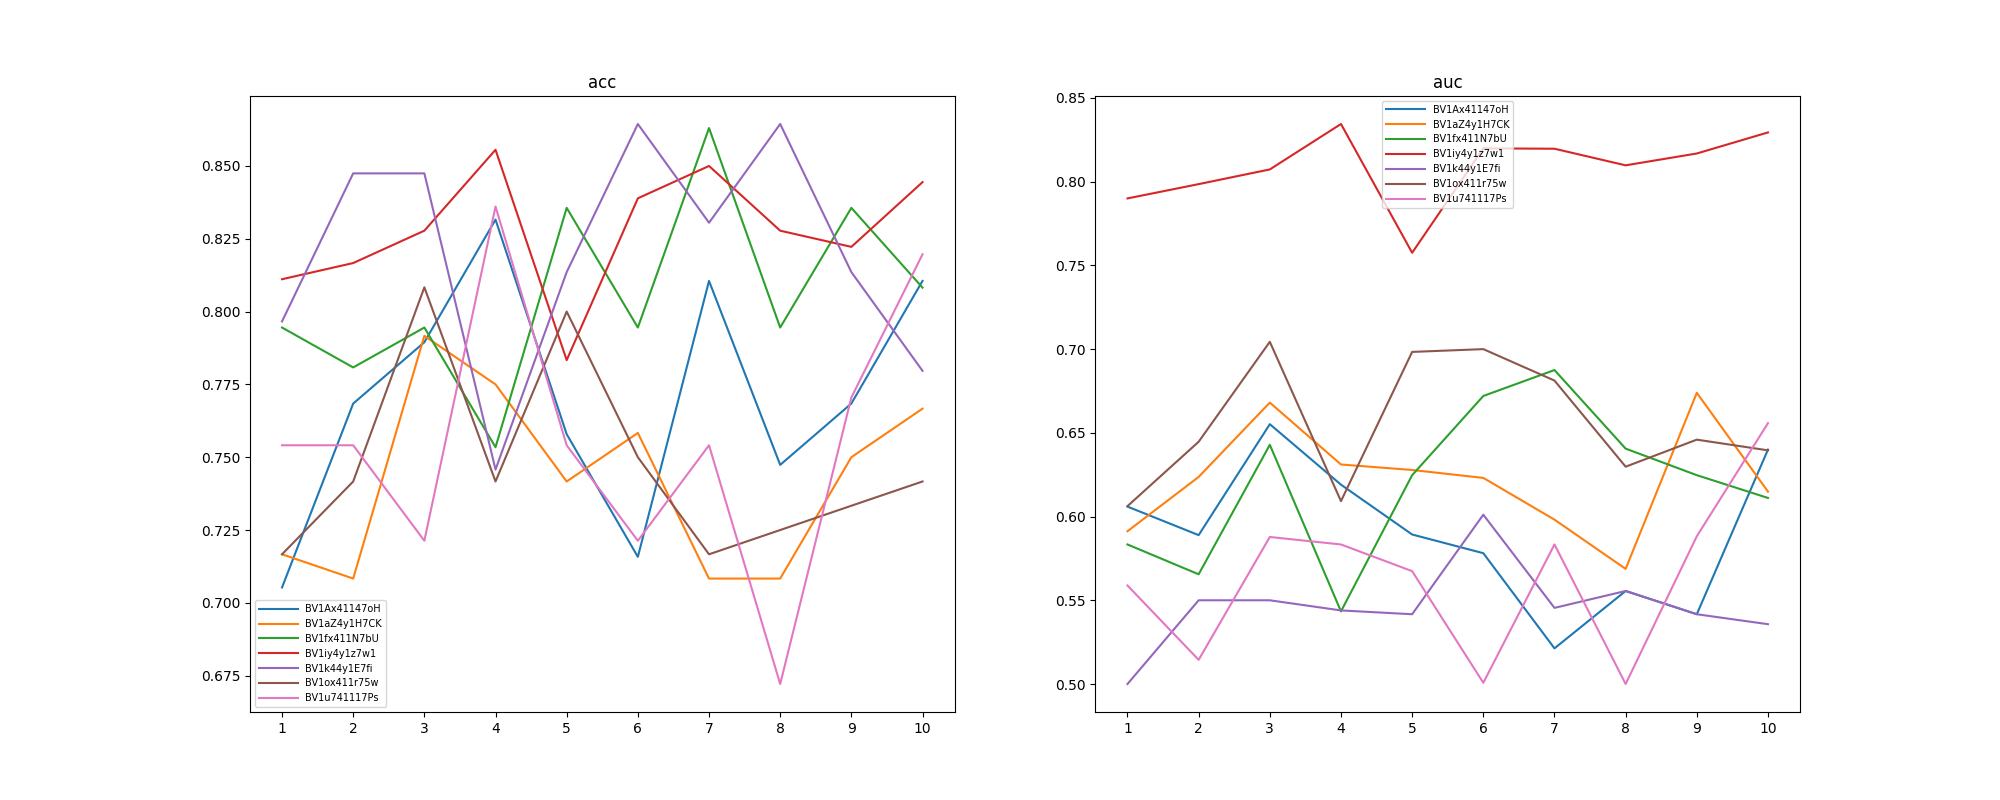 acc
0.850
0.825
0.800
0.775
0.750
0.725
0.700
0.675
BV1Ax41147oH
BV1aZ4y1H7CK
BV1fx411N7bU
BV1iy4y1z7w1
BV1k44y1E7fi
BV1ox411r75w
BV1u741117Ps
1 2 3 4 5 6 7 8 9 10
auc
0.85
0.80
0.75
0.70
0.65
0.60
0.55
0.50
BV1Ax41147oH
BV1aZ4y1H7CK
BV1fx411N7bU
BV1iy4y1z7w1
BV1k44y1E7fi
BV1ox411r75w
BV1u741117Ps
1 2 3 4 5 6 7 8 9 10